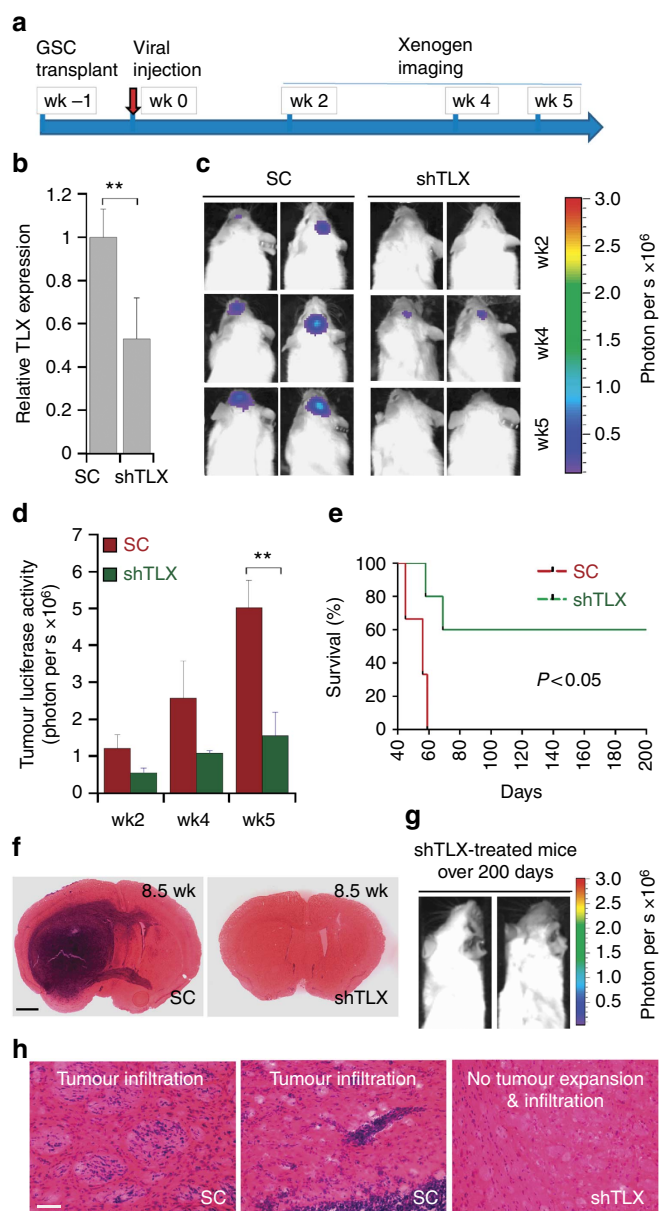 a
GSC transplant
Viral injection
Xenogen imaging
wk –1
wk 0
wk 2
wk 4
wk 5
b
Relative TLX expression
1.2
1
0.8
0.6
0.4
0.2
0
**
SC
shTLX
c
SC
shTLX
wk2
wk4
wk5
3.0
2.0
1.0
0.5
Photon per s ×10⁶
d
Tumour luciferase activity
(photon per s ×10⁶)
7
6
5
4
3
2
1
0
SC
shTLX
**
wk2
wk4
wk5
e
Survival (%)
100
80
60
40
20
0
SC
shTLX
P<0.05
40
60
80
100
120
140
160
180
200
Days
f
8.5 wk
SC
8.5 wk
shTLX
g
shTLX-treated mice
over 200 days
3.0
2.0
1.5
1.0
0.5
Photon per s ×10⁶
h
Tumour infiltration
SC
Tumour infiltration
SC
No tumour expansion
& infiltration
shTLX